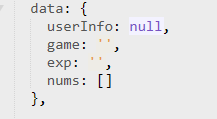 data: {
userInfo: null,
game: '',
exp: '',
nums: []
},